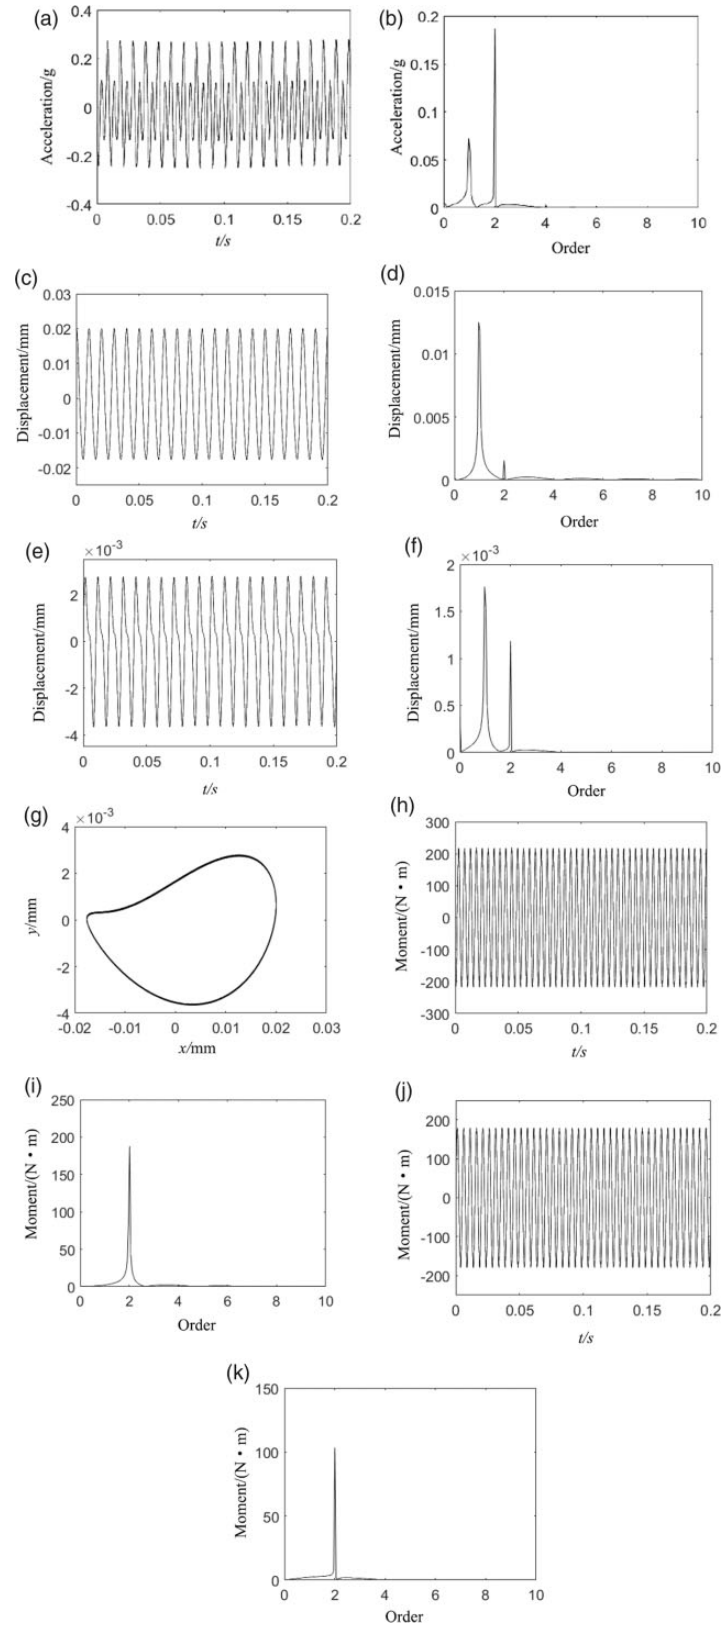 (a)
Acceleration/g
0.4
0.2
0
-0.2
-0.4
0 0.05 0.1 0.15 0.2
t/s
(b)
Acceleration/g
0.2
0.15
0.1
0.05
0
0 2 4 6 8 10
Order
(c)
Displacement/mm
0.03
0.02
0.01
0
-0.01
-0.02
0 0.05 0.1 0.15 0.2
t/s
(d)
Displacement/mm
0.015
0.01
0.005
0
0 2 4 6 8 10
Order
(e)
×10-3
Displacement/mm
2
0
-2
-4
0 0.05 0.1 0.15 0.2
t/s
(f)
×10-3
Displacement/mm
2
1.5
1
0.5
0
0 2 4 6 8 10
Order
(g)
×10-3
y/mm
4
2
0
-2
-4
-0.02 -0.01 0 0.01 0.02 0.03
x/mm
(h)
Moment/(N • m)
300
200
100
0
-100
-200
-300
0 0.05 0.1 0.15 0.2
t/s
(i)
Moment/(N • m)
250
200
150
100
50
0
0 2 4 6 8 10
Order
(j)
Moment/(N • m)
200
100
0
-100
-200
0 0.05 0.1 0.15 0.2
t/s
(k)
Moment/(N • m)
150
100
50
0
0 2 4 6 8 10
Order